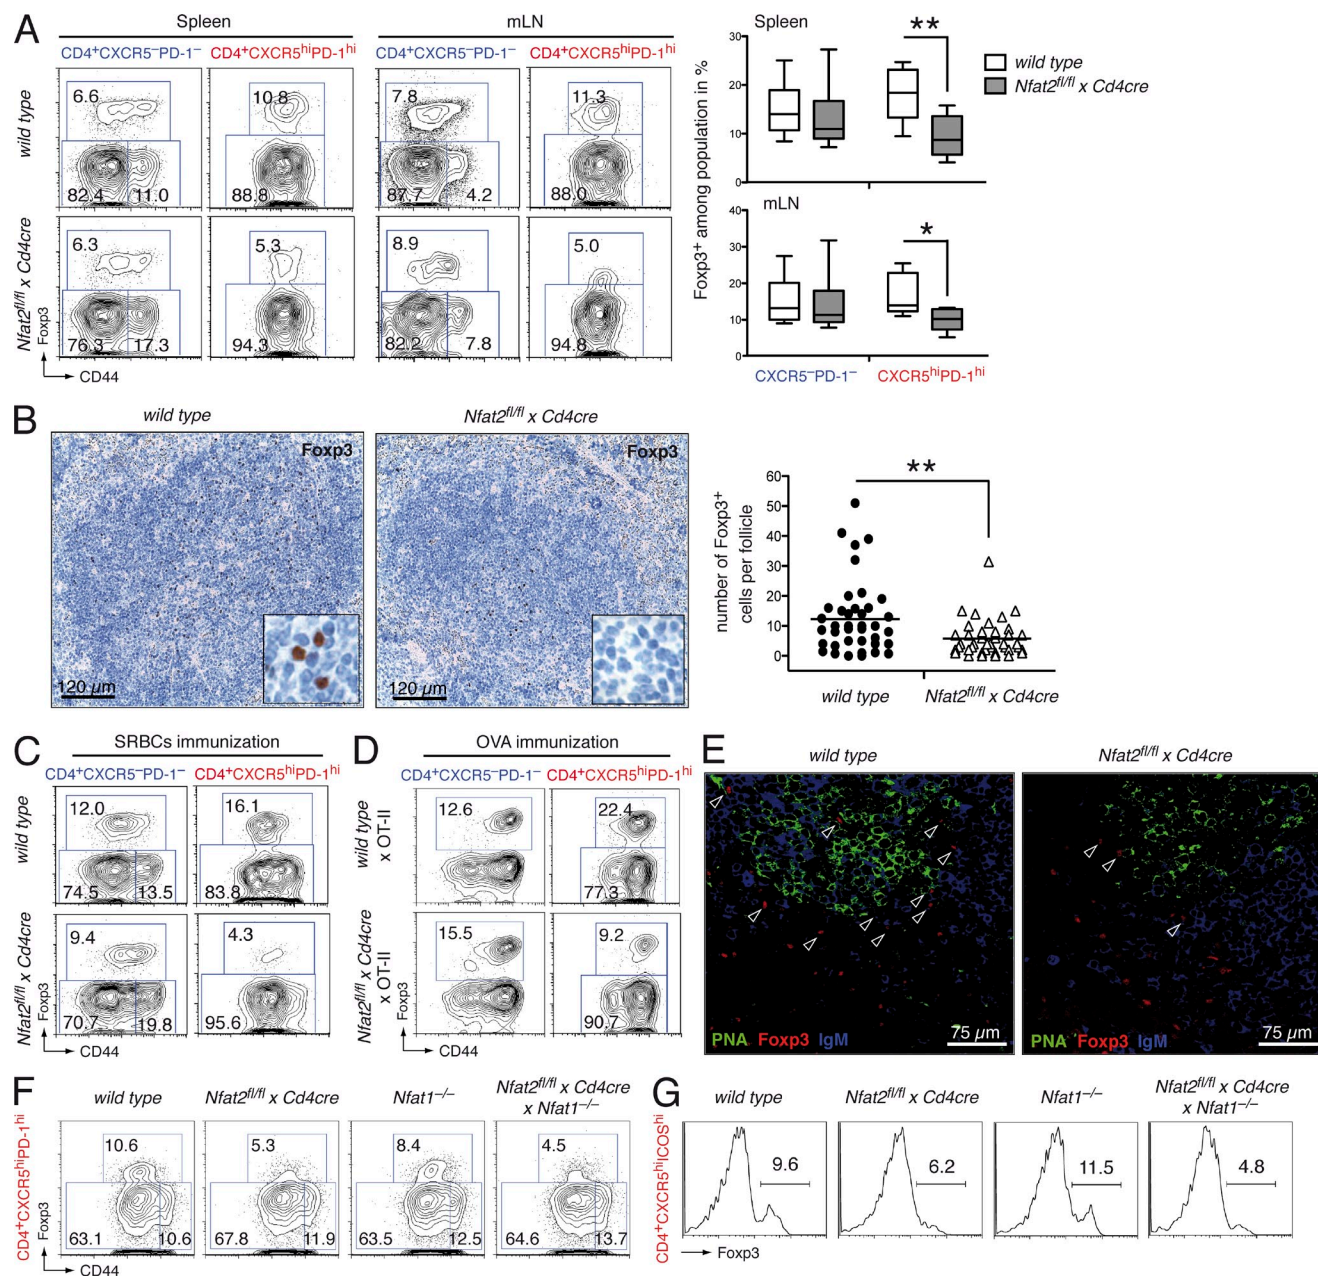 A
Spleen
mLN
CD4+CXCR5–PD-1–
CD4+CXCR5hiPD-1hi
CD4+CXCR5–PD-1–
CD4+CXCR5hiPD-1hi
wild type
6.6
82.4
11.0
10.8
88.8
7.8
87.7
4.2
11.3
88.0
Nfat2fl/fl x Cd4cre
6.3
76.3
17.3
5.3
94.3
8.9
82.2
7.8
5.0
94.8
Foxp3
CD44
Foxp3+ among population in %
Spleen
30
20
10
0
**
wild type
Nfat2fl/fl x Cd4cre
mLN
40
30
20
10
0
*
CXCR5–PD-1–
CXCR5hiPD-1hi
B
wild type
Nfat2fl/fl x Cd4cre
Foxp3
120 µm
Foxp3
120 µm
number of Foxp3+
cells per follicle
60
50
40
30
20
10
0
**
wild type
Nfat2fl/fl x Cd4cre
C
SRBCs immunization
CD4+CXCR5–PD-1–
CD4+CXCR5hiPD-1hi
wild type
12.0
74.5
13.5
16.1
83.8
Nfat2fl/fl x Cd4cre
9.4
70.7
19.8
4.3
95.6
Foxp3
CD44
D
OVA immunization
CD4+CXCR5–PD-1–
CD4+CXCR5hiPD-1hi
wild type
x OT-II
12.6
22.4
77.3
Nfat2fl/fl x Cd4cre
x OT-II
15.5
9.2
90.7
Foxp3
CD44
E
wild type
Nfat2fl/fl x Cd4cre
PNA Foxp3 IgM
75 µm
PNA Foxp3 IgM
75 µm
F
CD4+CXCR5hiPD-1hi
wild type
Nfat2fl/fl x Cd4cre
Nfat1–/–
Nfat2fl/fl x Cd4cre
x Nfat1–/–
10.6
63.1
10.6
5.3
67.8
11.9
8.4
63.5
12.5
4.5
64.6
13.7
Foxp3
CD44
G
CD4+CXCR5hiICOShi
wild type
Nfat2fl/fl x Cd4cre
Nfat1–/–
Nfat2fl/fl x Cd4cre
x Nfat1–/–
9.6
6.2
11.5
4.8
Foxp3